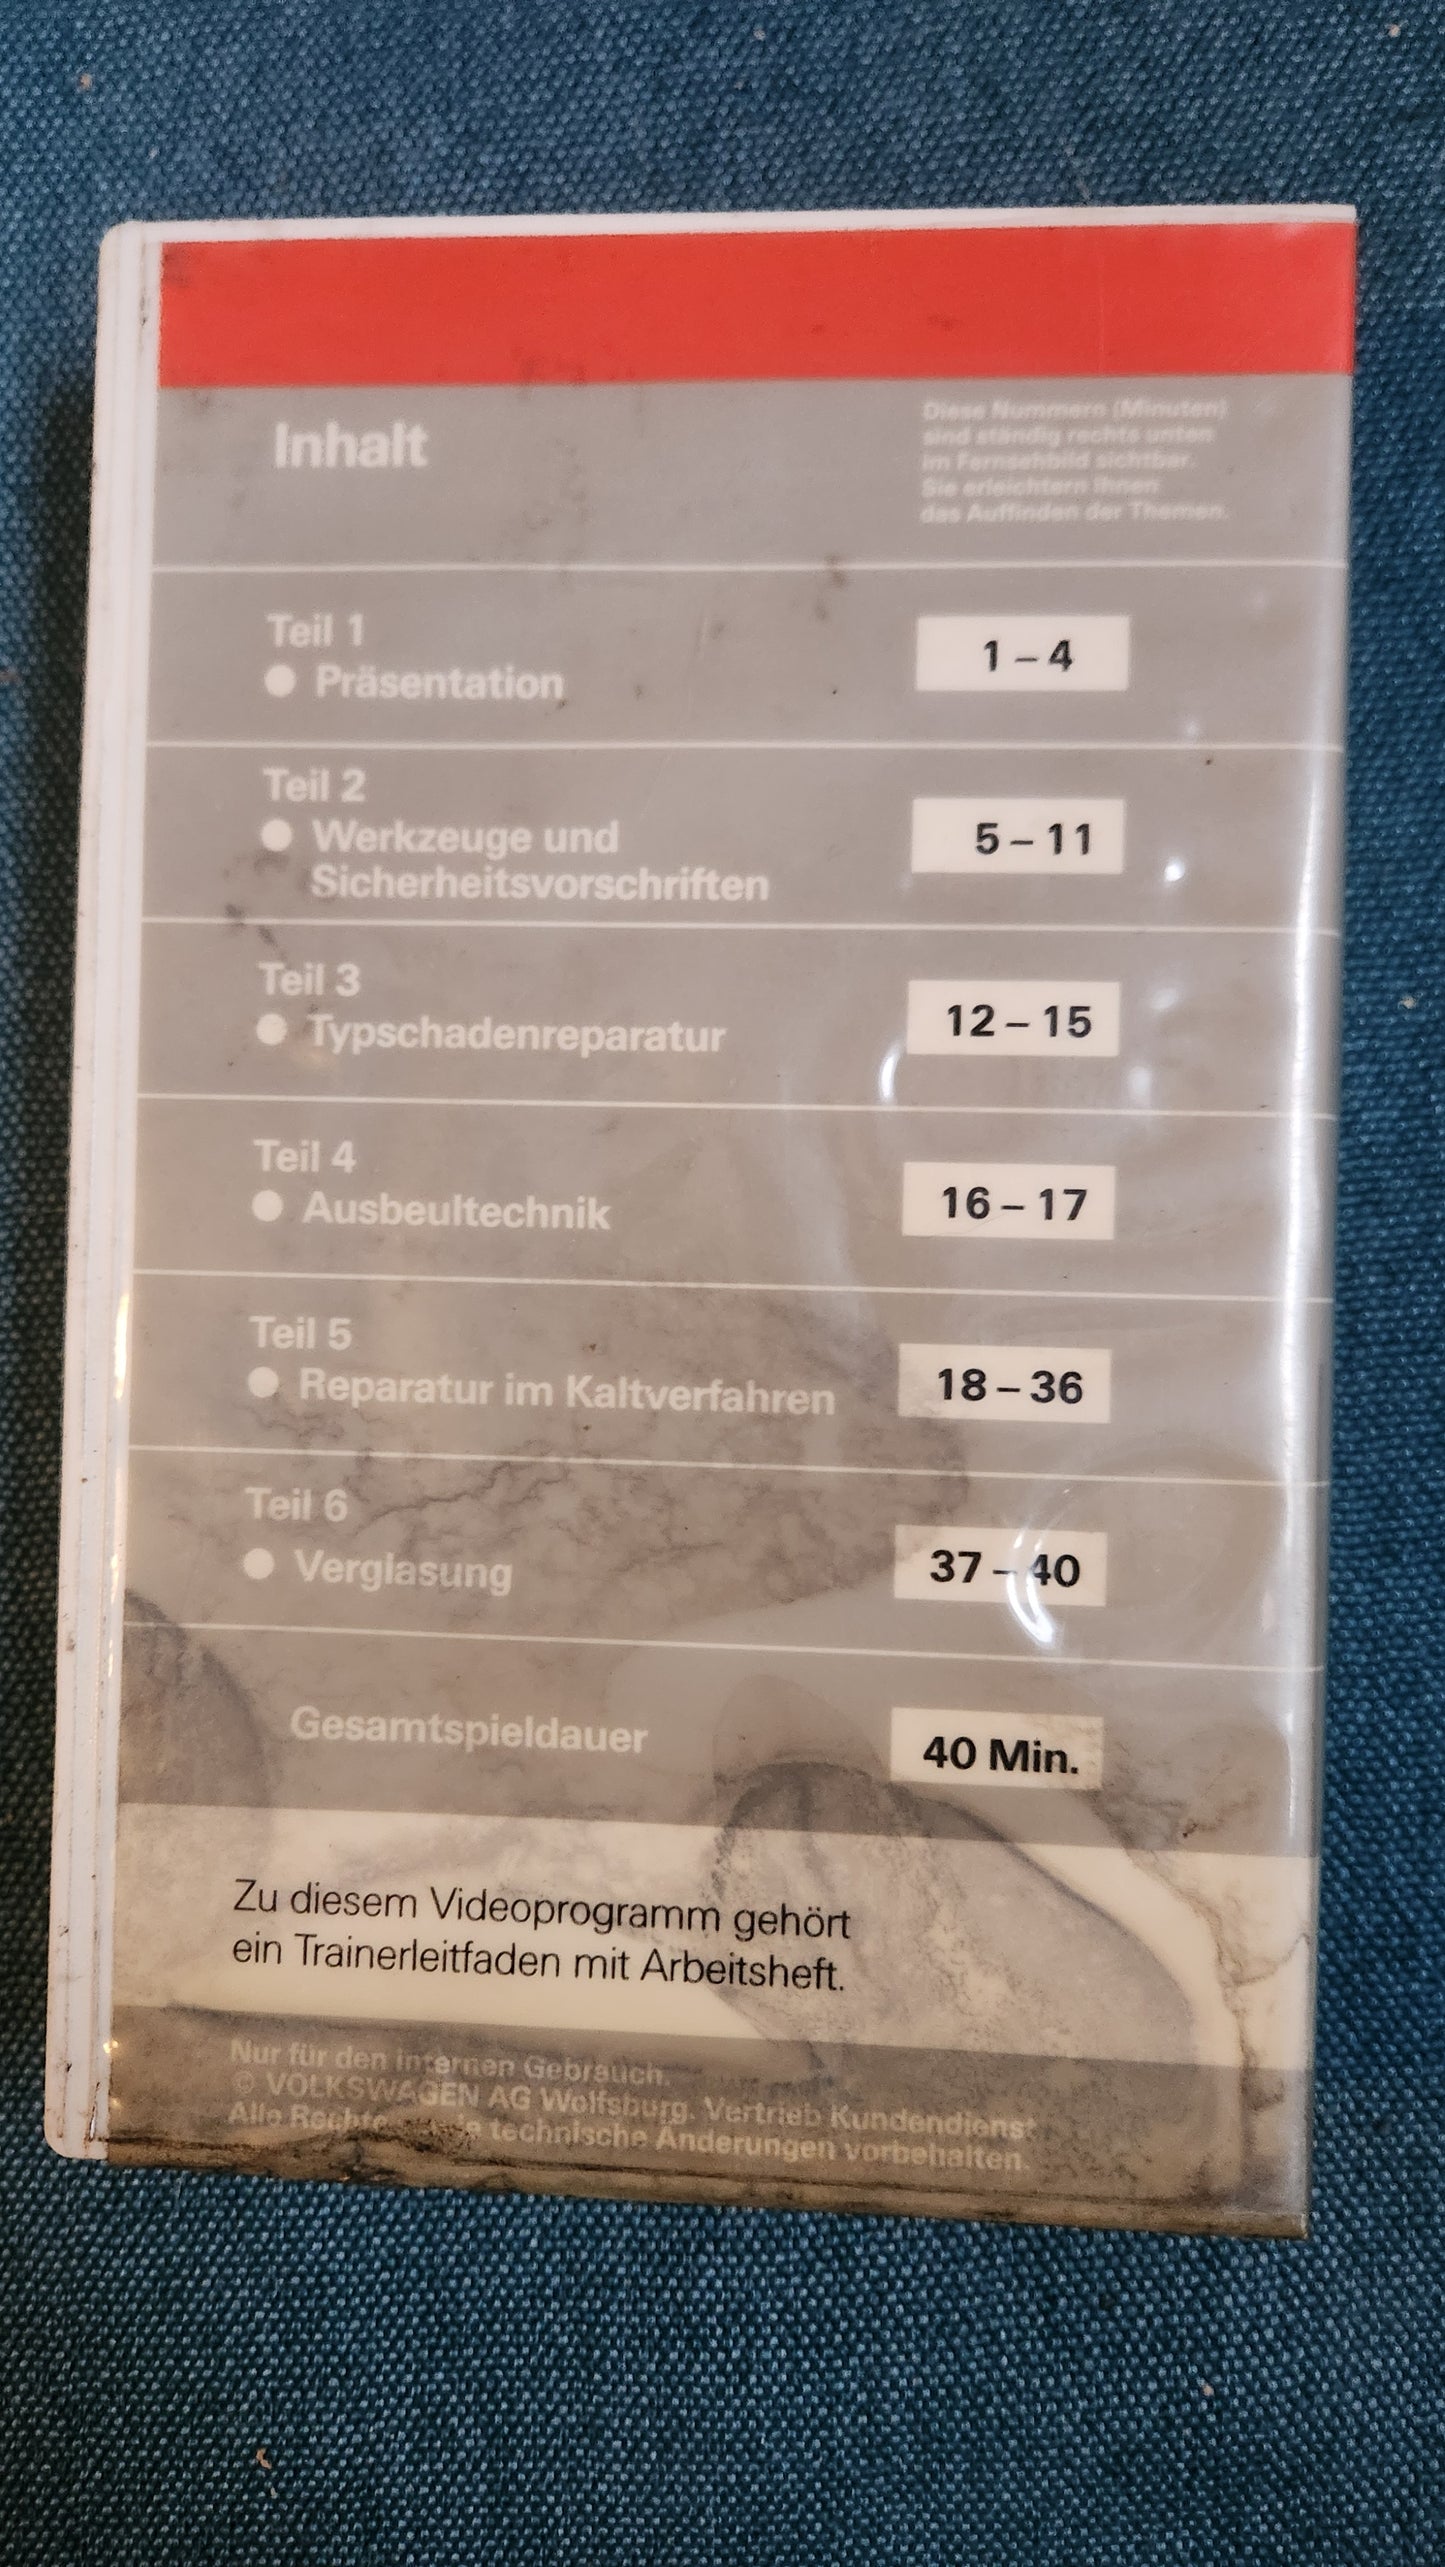 Inhalt
Diese Nummern (Minuten)
sind ständig rechts unten
im Fernsehbild sichtbar.
Sie erleichtern Ihnen
das Auffinden der Themen.
Teil 1
● Präsentation
1 – 4
Teil 2
● Werkzeuge und
Sicherheitsvorschriften
5 – 11
Teil 3
● Typschadenreparatur
12 – 15
Teil 4
● Ausbeultechnik
16 – 17
Teil 5
● Reparatur im Kaltverfahren
18 – 36
Teil 6
● Verglasung
37 – 40
Gesamtspieldauer
40 Min.
Zu diesem Videoprogramm gehört
ein Trainerleitfaden mit Arbeitsheft.
Nur für den internen Gebrauch.
© VOLKSWAGEN AG Wolfsburg. Vertrieb Kundendienst
Alle Rechte technische Änderungen vorbehalten.